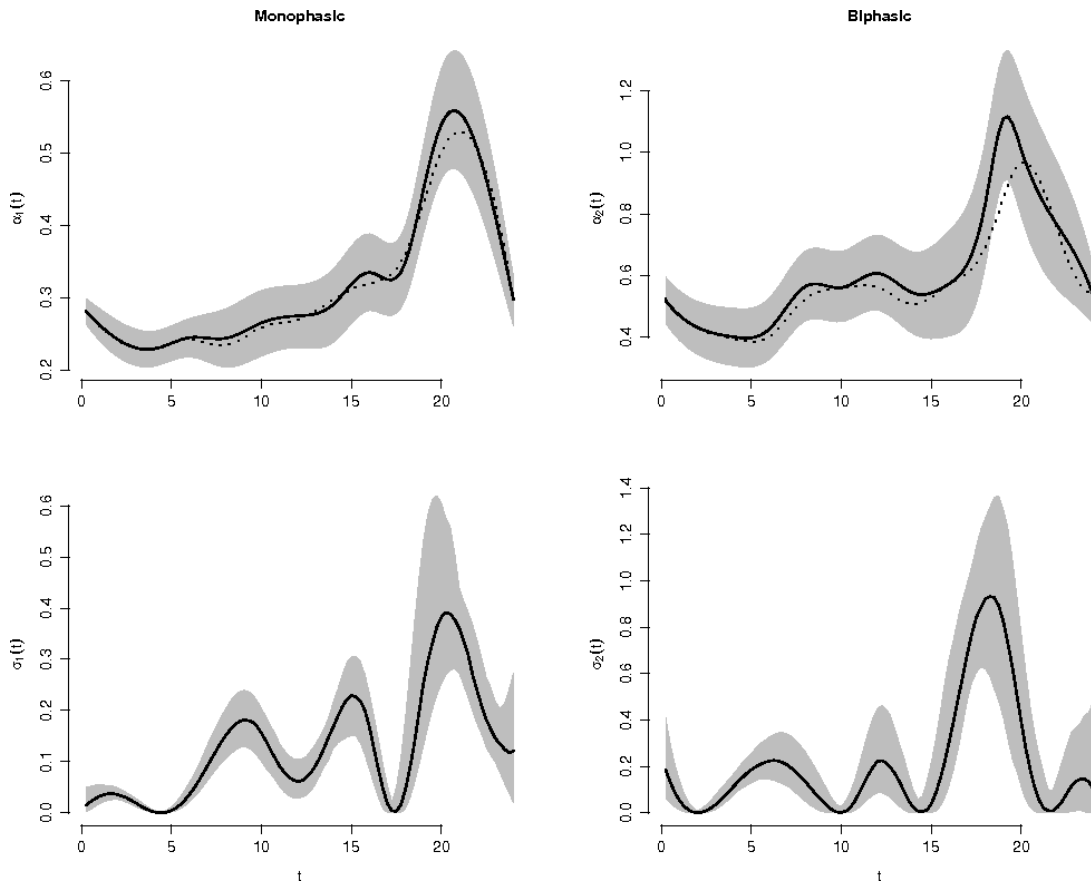 Monophasic
Biphasic
α₁(t)
0.2 0.3 0.4 0.5 0.6
0 5 10 15 20
α₂(t)
0.4 0.6 0.8 1.0 1.2
0 5 10 15 20
σ₁(t)
0.0 0.1 0.2 0.3 0.4 0.5 0.6
0 5 10 15 20
t
σ₂(t)
0.0 0.2 0.4 0.6 0.8 1.0 1.2 1.4
0 5 10 15 20
t